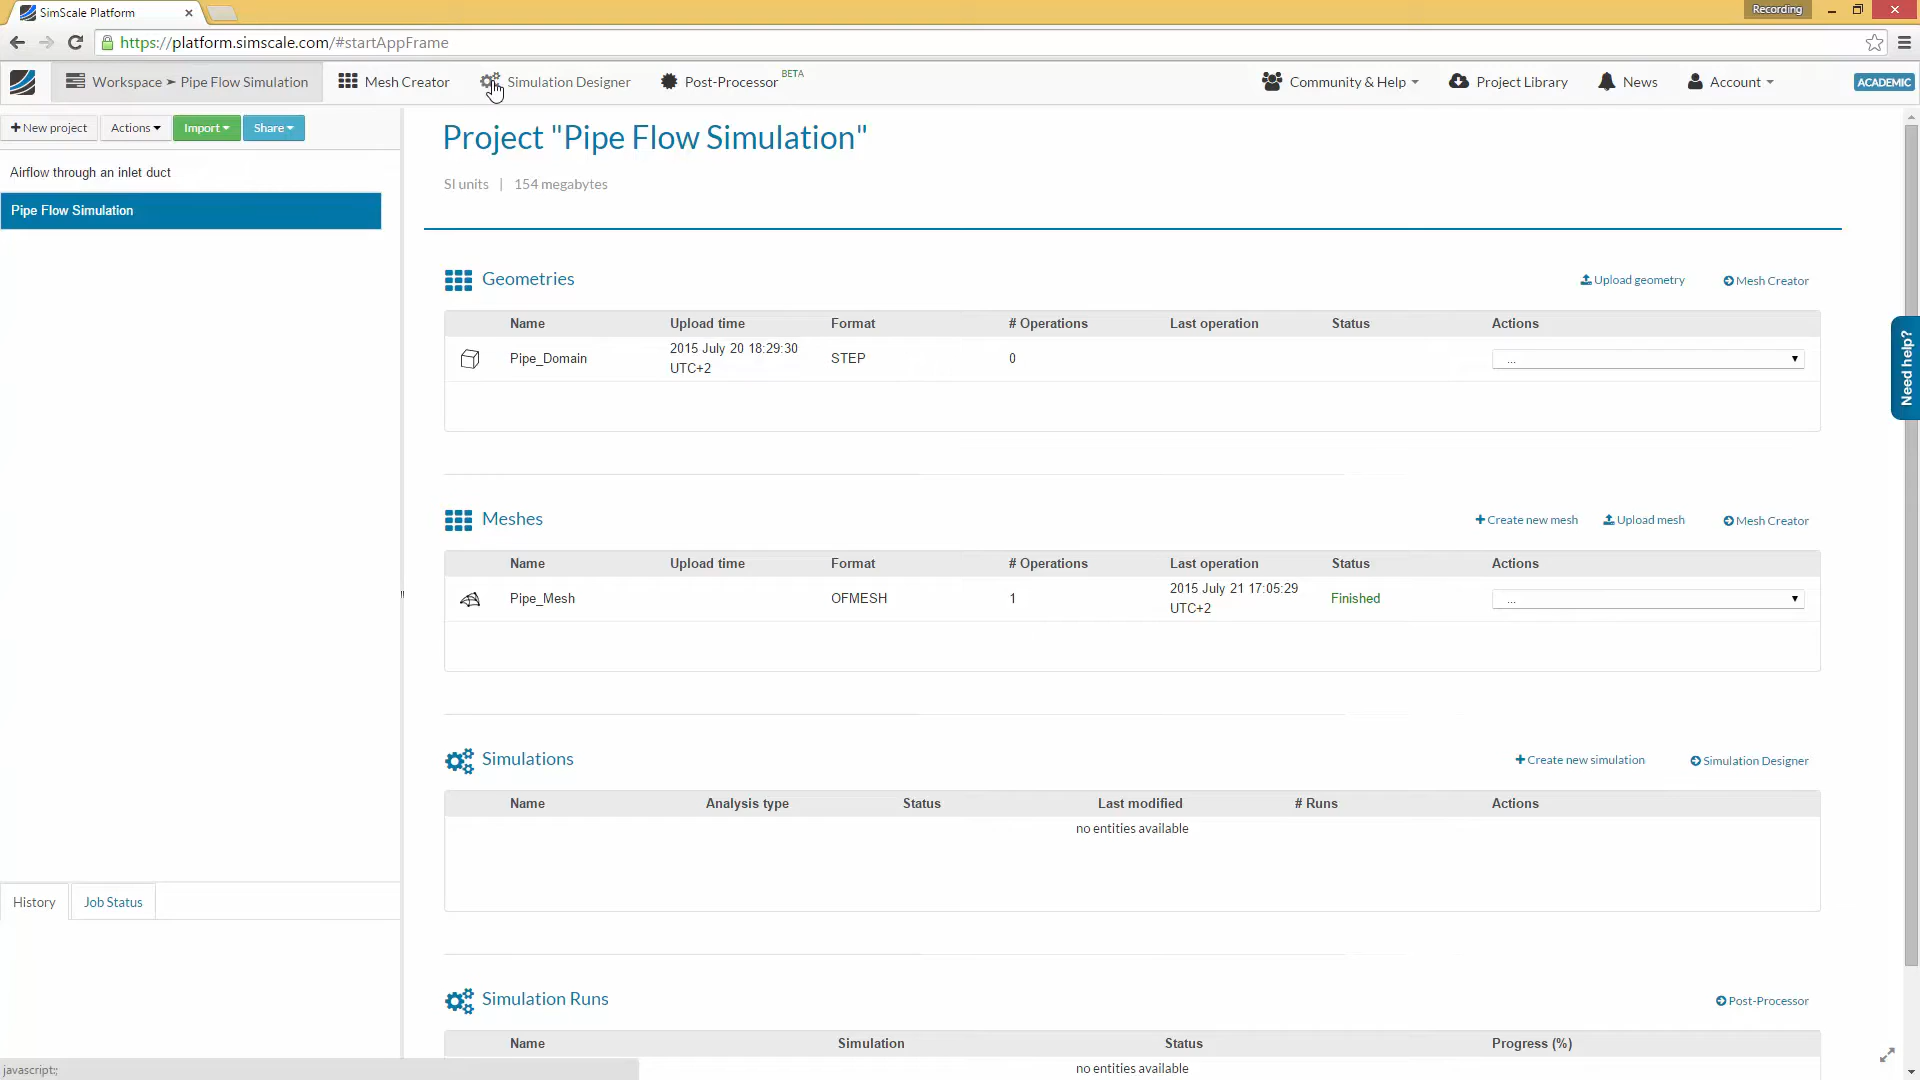 SimScale Platform
Recording
https://platform.simscale.com/#startAppFrame
Workspace ➤ Pipe Flow Simulation
Mesh Creator
Simulation Designer
Post-Processor BETA
Community & Help
Project Library
News
Account
ACADEMIC
New project
Actions
Import
Share
Airflow through an inlet duct
Pipe Flow Simulation
Project "Pipe Flow Simulation"
SI units | 154 megabytes
Geometries
Upload geometry
Mesh Creator
Name Upload time Format # Operations Last operation Status Actions
Pipe_Domain 2015 July 20 18:29:30 STEP 0 ...
UTC+2
Meshes
Create new mesh
Upload mesh
Mesh Creator
Name Upload time Format # Operations Last operation Status Actions
Pipe_Mesh OFMESH 1 2015 July 21 17:05:29 Finished ...
UTC+2
Simulations
Create new simulation
Simulation Designer
Name Analysis type Status Last modified # Runs Actions
no entities available
Simulation Runs
Post-Processor
Name Simulation Status Progress (%)
no entities available
Need help?
History
Job Status
javascript:;